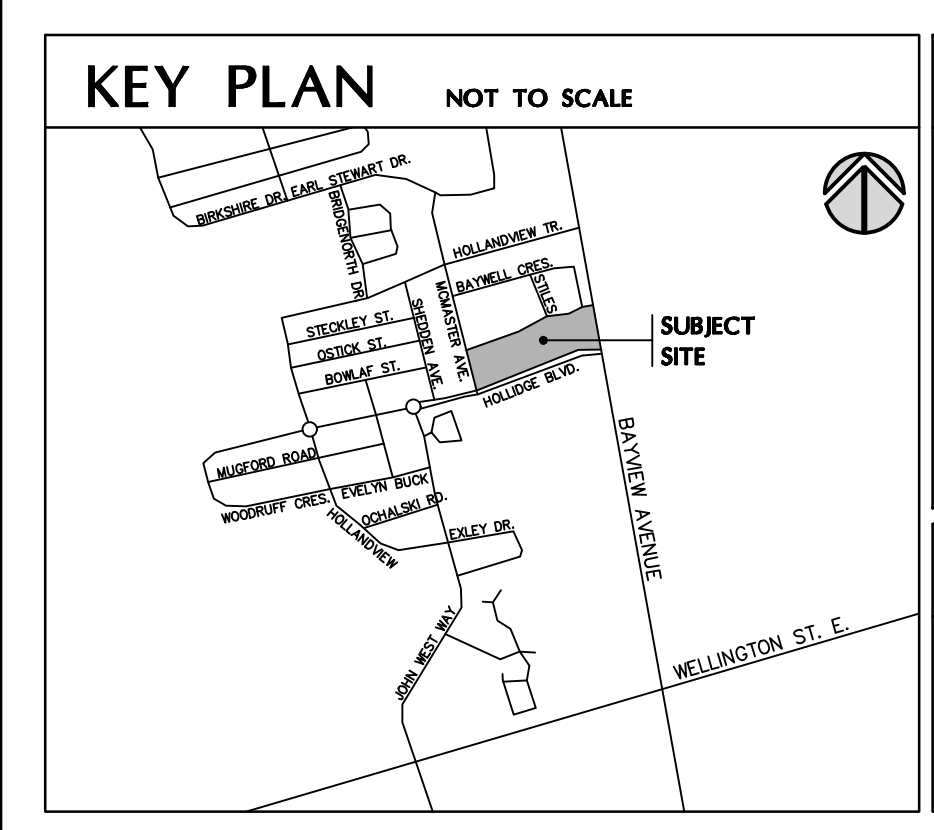 KEY PLAN NOT TO SCALE
BIRKSHIRE DR. EARL STEWART DR.
BRIDGENORTH DR
HOLLANDVIEW TR.
BAYWELL CRES.
STILES
MCMASTER AVE.
SHEDDEN AVE.
STECKLEY ST.
OSTICK ST.
BOWLAF ST.
SUBJECT
SITE
HOLLIDGE BLVD.
MUGFORD ROAD
WOODRUFF CRES.
EVELYN BUCK
OCHALSKI RD.
HOLLANDVIEW
EXLEY DR.
BAYVIEW AVENUE
JOHN WEST WAY
WELLINGTON ST. E.